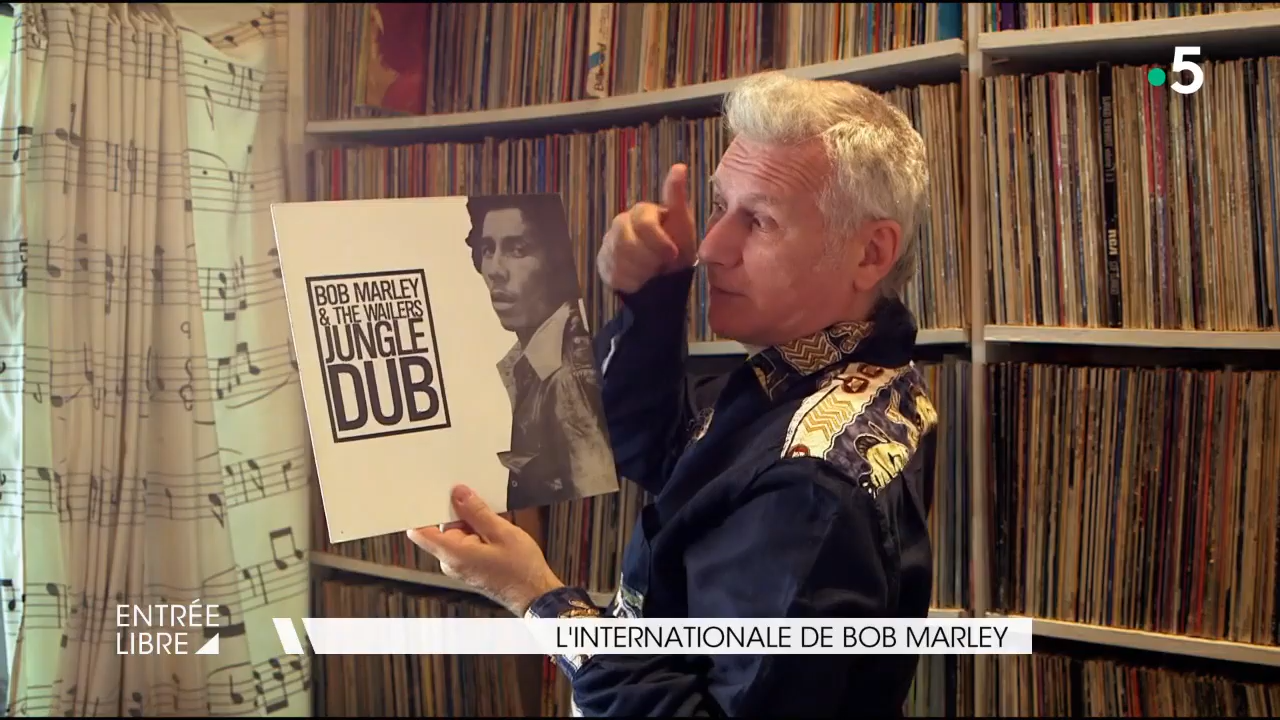 5
BOB MARLEY
& THE WAILERS
JUNGLE
DUB
ENTRÉE
LIBRE
L'INTERNATIONALE DE BOB MARLEY